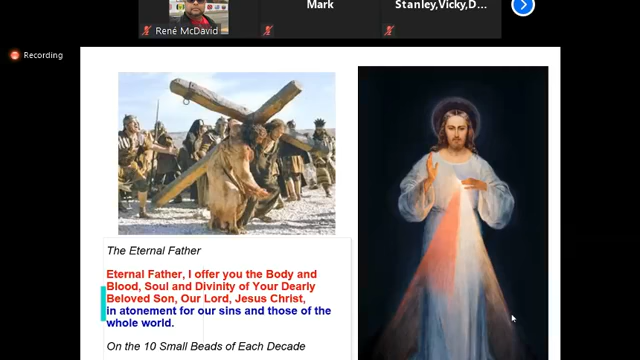 Mark
Stanley,Vicky,D...
René McDavid
Recording
The Eternal Father
Eternal Father, I offer you the Body and
Blood, Soul and Divinity of Your Dearly
Beloved Son, Our Lord, Jesus Christ,
in atonement for our sins and those of the
whole world.
On the 10 Small Beads of Each Decade